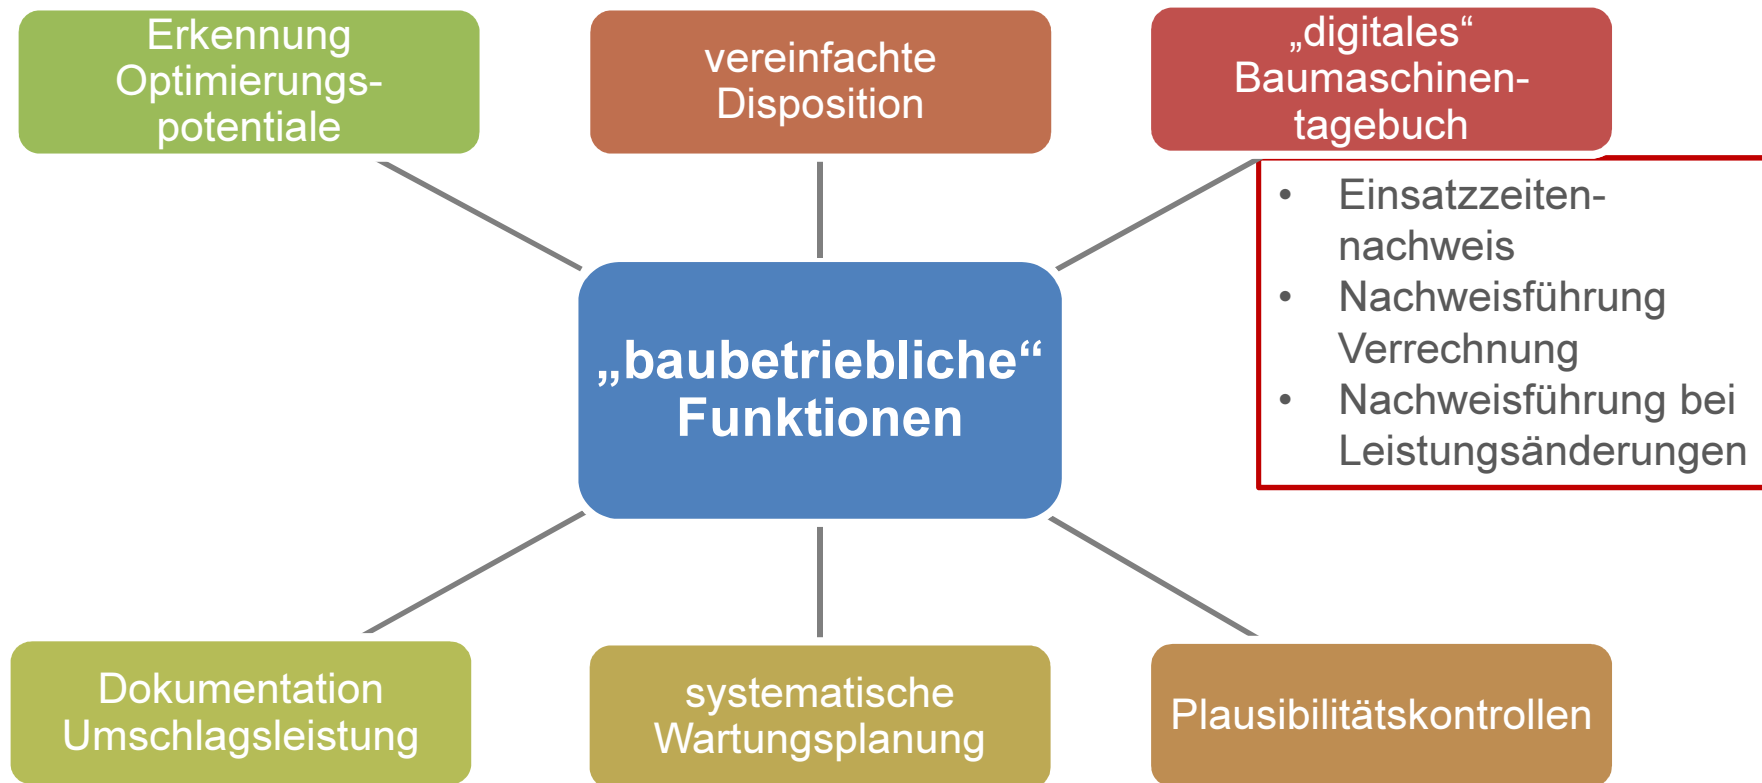 Erkennung
Optimierungs-
potentiale
vereinfachte
Disposition
„digitales“
Baumaschinen-
tagebuch
• Einsatzzeiten-
nachweis
• Nachweisführung
Verrechnung
• Nachweisführung bei
Leistungsänderungen
„baubetriebliche“
Funktionen
Dokumentation
Umschlagsleistung
systematische
Wartungsplanung
Plausibilitätskontrollen